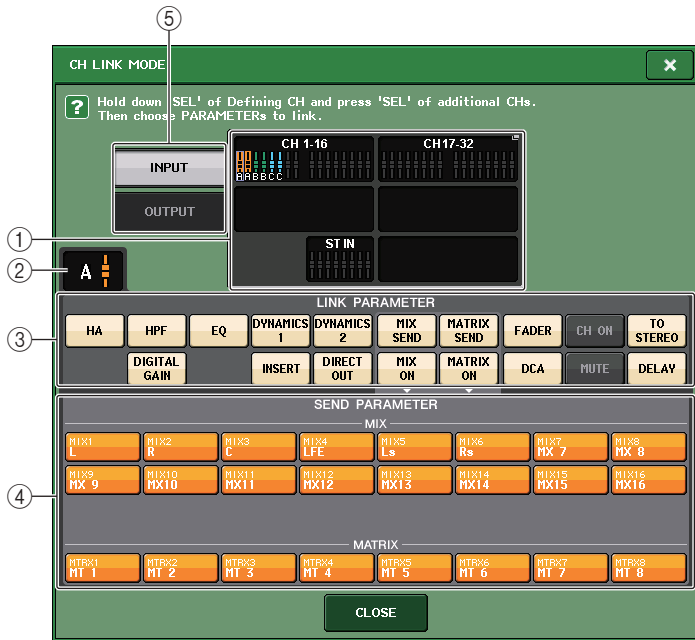 ⑤
CH LINK MODE
×
? Hold down 'SEL' of Defining CH and press 'SEL' of additional CHs.
Then choose PARAMETERs to link.
INPUT
OUTPUT
CH 1-16
CH17-32
A A B B C C
ST IN
①
②
A
③
LINK PARAMETER
HA
HPF
EQ
DYNAMICS 1
DYNAMICS 2
MIX SEND
MATRIX SEND
FADER
CH ON
TO STEREO
DIGITAL GAIN
INSERT
DIRECT OUT
MIX ON
MATRIX ON
DCA
MUTE
DELAY
④
SEND PARAMETER
MIX
MIX1 L
MIX2 R
MIX3 C
MIX4 LFE
MIX5 Ls
MIX6 Rs
MIX7 MX 7
MIX8 MX 8
MIX9 MX 9
MIX10 MX10
MIX11 MX11
MIX12 MX12
MIX13 MX13
MIX14 MX14
MIX15 MX15
MIX16 MX16
MATRIX
MTRX1 MT 1
MTRX2 MT 2
MTRX3 MT 3
MTRX4 MT 4
MTRX5 MT 5
MTRX6 MT 6
MTRX7 MT 7
MTRX8 MT 8
CLOSE